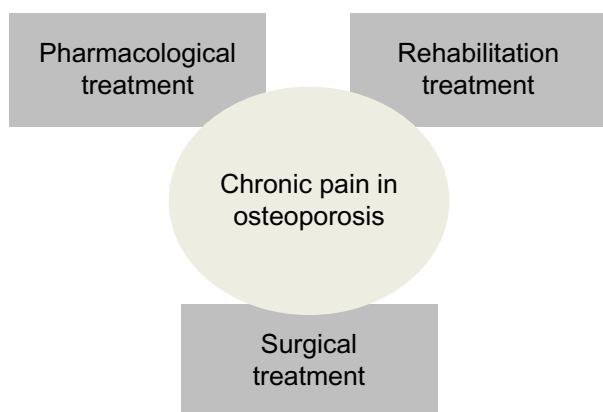 Pharmacological
treatment
Rehabilitation
treatment
Chronic pain in
osteoporosis
Surgical
treatment